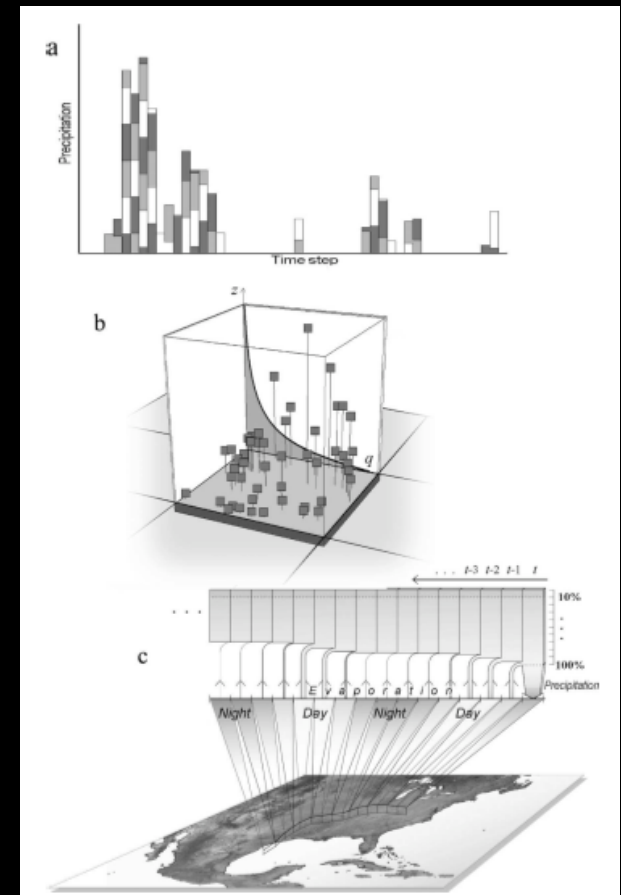 a
Precipitation
Time step
b
z
q
. . . t-3 t-2 t-1 t
10%
. . .
100%
c
Evaporation
Precipitation
Night Day Night Day